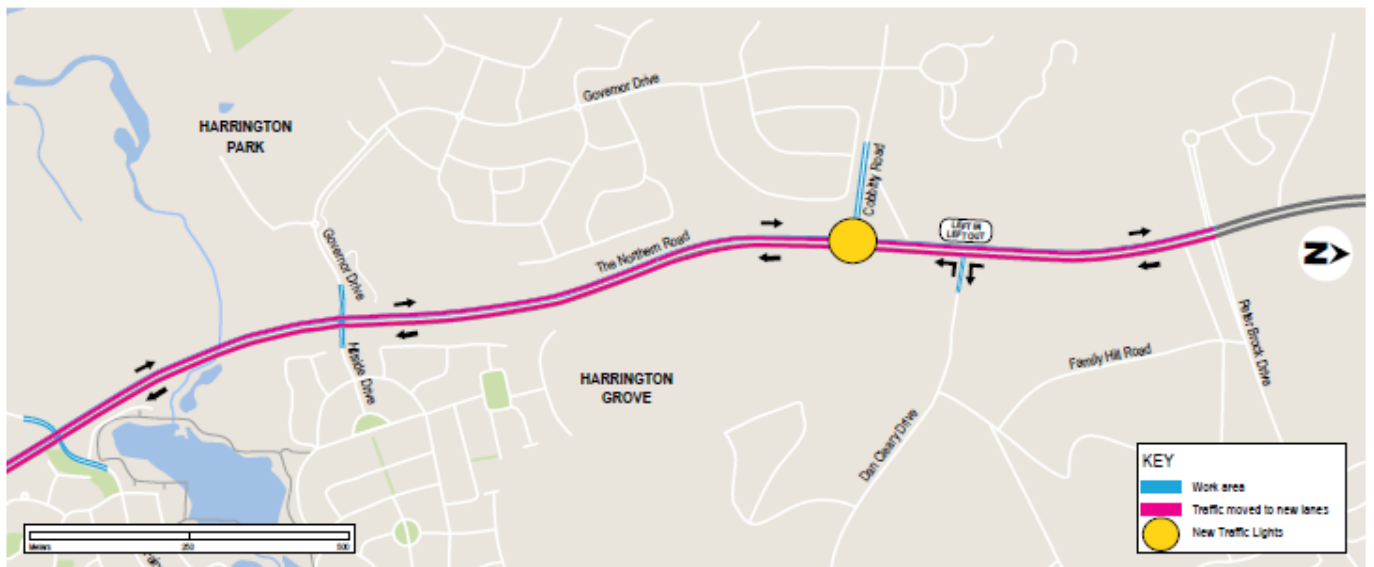 Governor Drive
HARRINGTON
PARK
Cobbitty Road
LEFT IN
LEFT OUT
Governor Drive
The Northern Road
N
Peter Brock Drive
Hillside Drive
HARRINGTON
GROVE
Family Hill Road
Dan Cleary Drive
KEY
Work area
Traffic moved to new lanes
New Traffic Lights
Meters
250
500